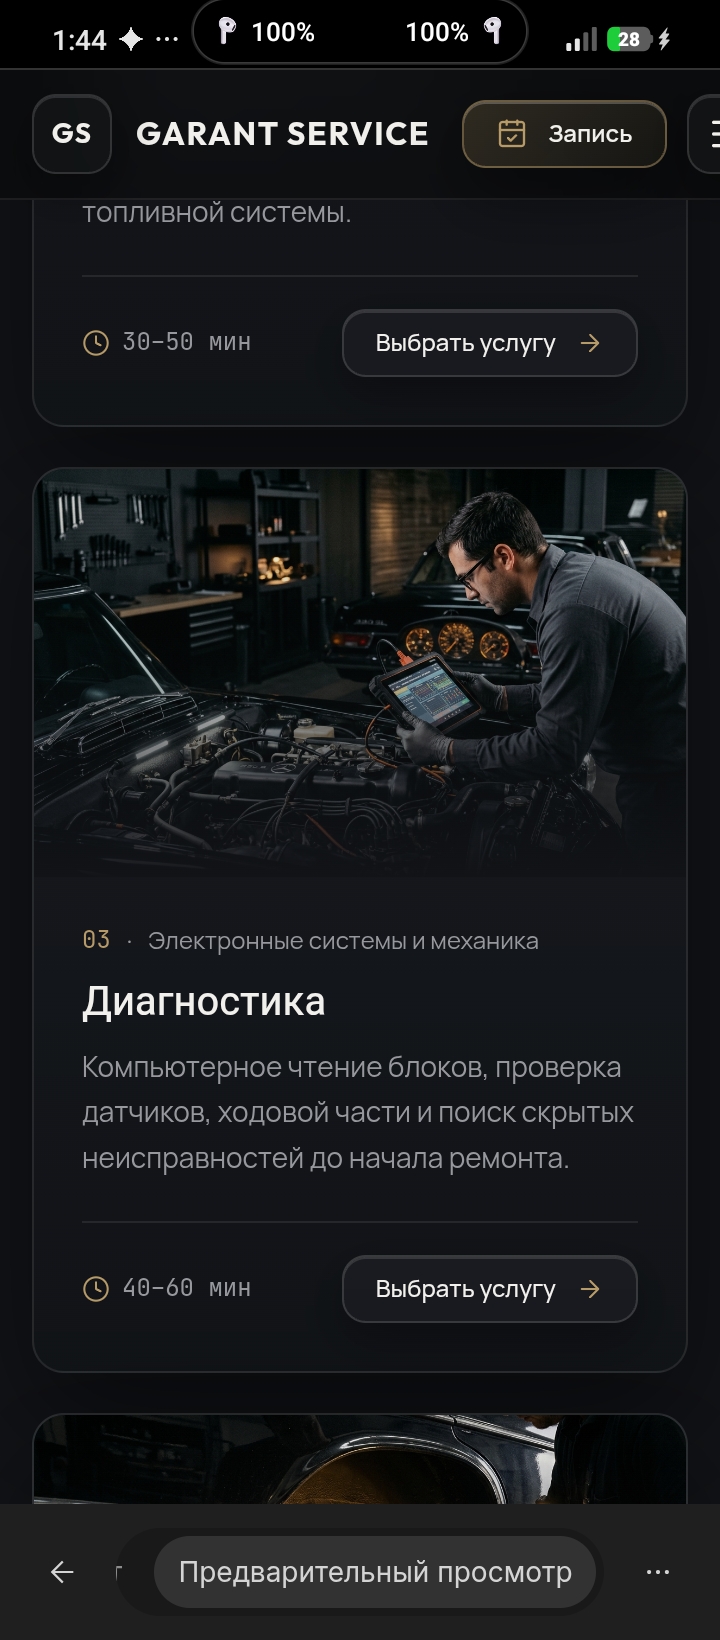 1:44
100%
100%
28
GS
GARANT SERVICE
Запись
топливной системы.
30–50 мин
Выбрать услугу
03 · Электронные системы и механика
Диагностика
Компьютерное чтение блоков, проверка
датчиков, ходовой части и поиск скрытых
неисправностей до начала ремонта.
40–60 мин
Выбрать услугу
Предварительный просмотр